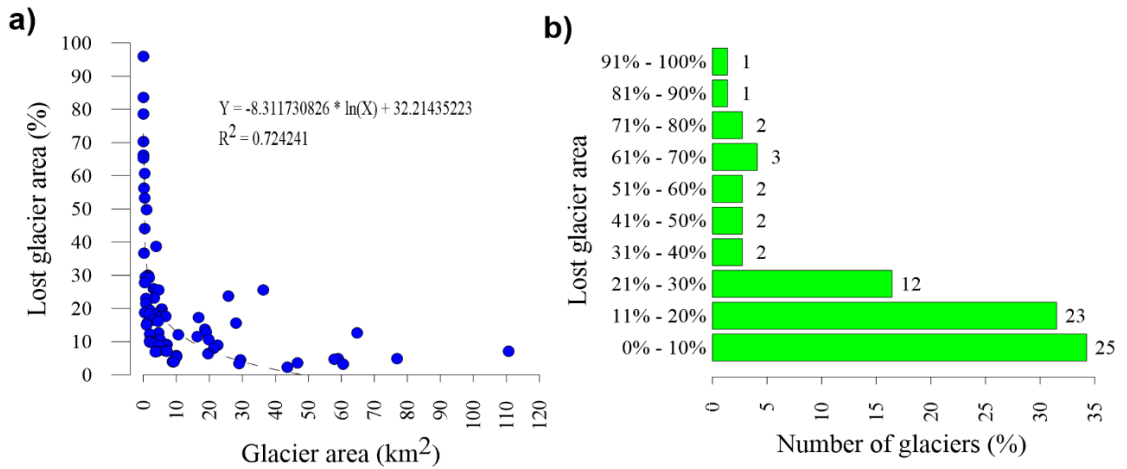 a)
100
90
80
70
60
50
40
30
20
10
0
Lost glacier area (%)
Y = -8.311730826 * ln(X) + 32.21435223
R² = 0.724241
0 10 20 30 40 50 60 70 80 90 100 110 120
Glacier area (km²)
b)
Lost glacier area
91% - 100% 1
81% - 90% 1
71% - 80% 2
61% - 70% 3
51% - 60% 2
41% - 50% 2
31% - 40% 2
21% - 30% 12
11% - 20% 23
0% - 10% 25
0 5 10 15 20 25 30 35
Number of glaciers (%)